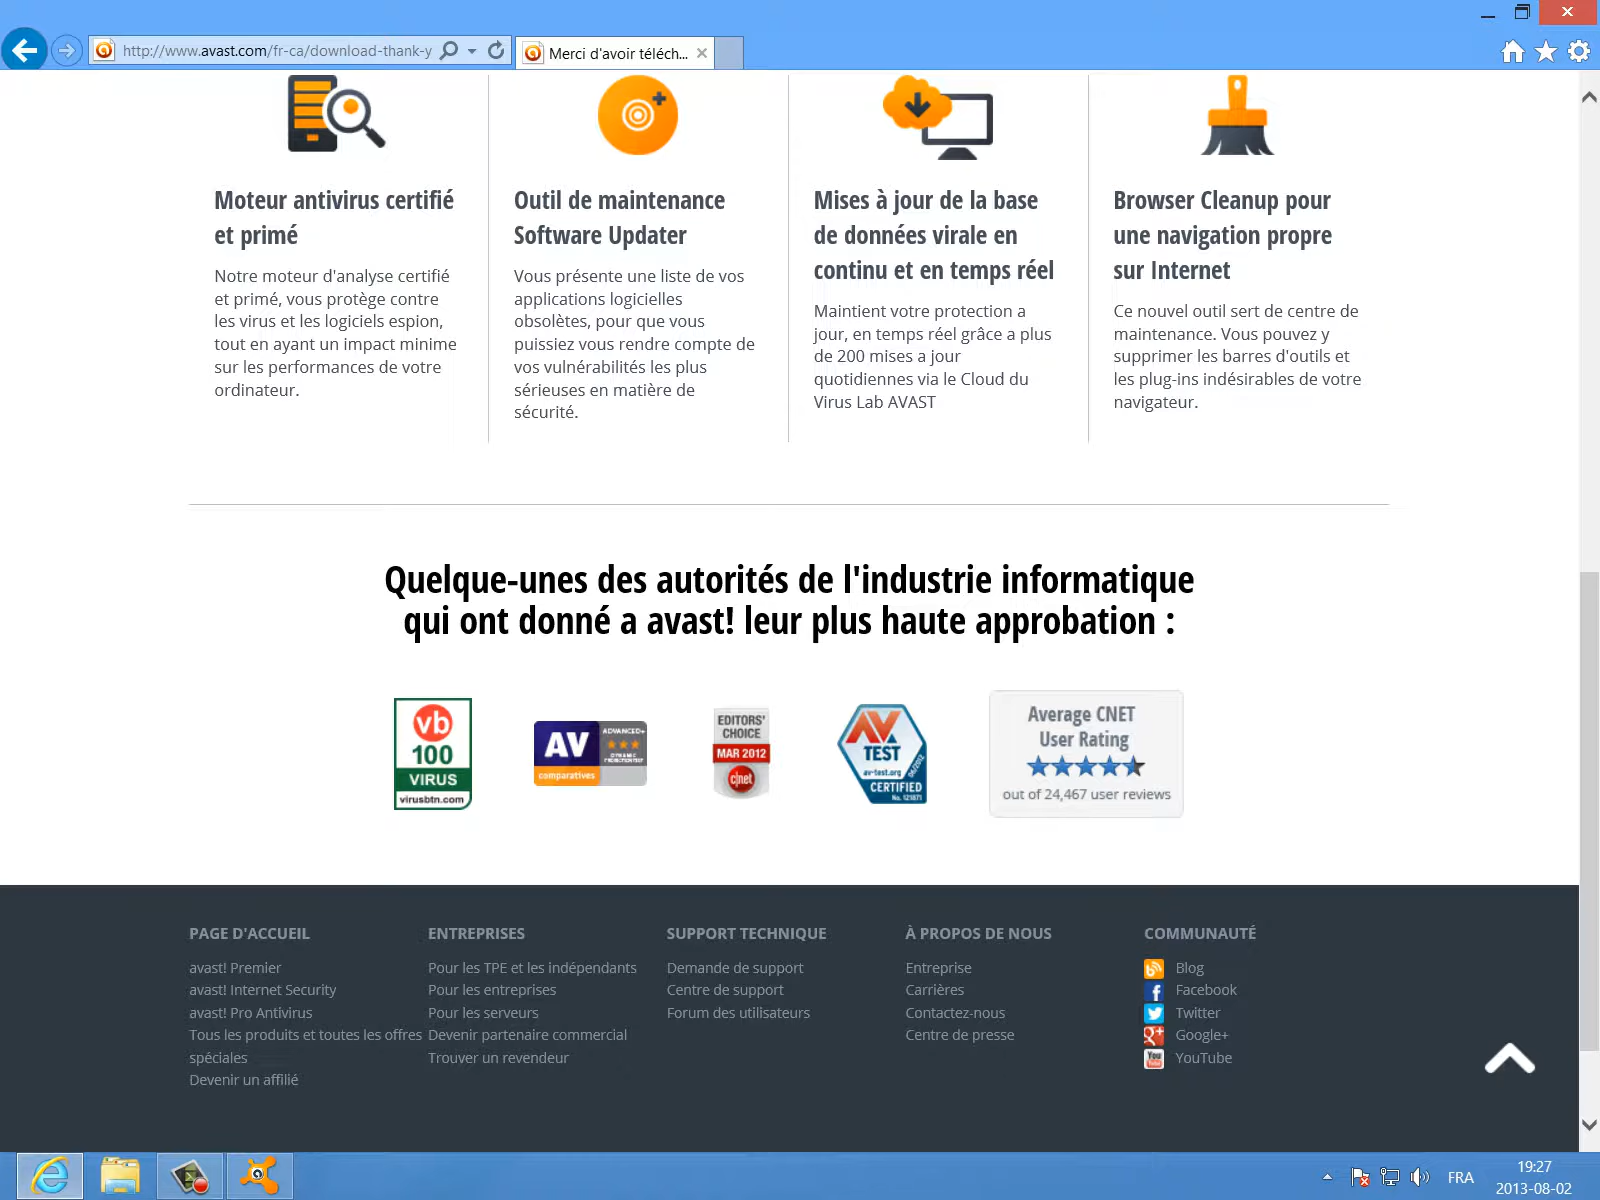 http://www.avast.com/fr-ca/download-thank-y
Merci d'avoir téléch...
Moteur antivirus certifié
et primé
Notre moteur d'analyse certifié
et primé, vous protège contre
les virus et les logiciels espion,
tout en ayant un impact minime
sur les performances de votre
ordinateur.
Outil de maintenance
Software Updater
Vous présente une liste de vos
applications logicielles
obsolètes, pour que vous
puissiez vous rendre compte de
vos vulnérabilités les plus
sérieuses en matière de
sécurité.
Mises à jour de la base
de données virale en
continu et en temps réel
Maintient votre protection a
jour, en temps réel grâce a plus
de 200 mises a jour
quotidiennes via le Cloud du
Virus Lab AVAST
Browser Cleanup pour
une navigation propre
sur Internet
Ce nouvel outil sert de centre de
maintenance. Vous pouvez y
supprimer les barres d'outils et
les plug-ins indésirables de votre
navigateur.
Quelque-unes des autorités de l'industrie informatique
qui ont donné a avast! leur plus haute approbation :
vb
100
VIRUS
virusbtn.com
AV
comparatives
ADVANCED+
EDITORS'
CHOICE
MAR 2012
c|net
AV
TEST
av-test.org
CERTIFIED
No. 121871
Average CNET
User Rating
out of 24,467 user reviews
PAGE D'ACCUEIL
avast! Premier
avast! Internet Security
avast! Pro Antivirus
Tous les produits et toutes les offres
spéciales
Devenir un affilié
ENTREPRISES
Pour les TPE et les indépendants
Pour les entreprises
Pour les serveurs
Devenir partenaire commercial
Trouver un revendeur
SUPPORT TECHNIQUE
Demande de support
Centre de support
Forum des utilisateurs
À PROPOS DE NOUS
Entreprise
Carrières
Contactez-nous
Centre de presse
COMMUNAUTÉ
Blog
Facebook
Twitter
Google+
YouTube
FRA
19:27
2013-08-02